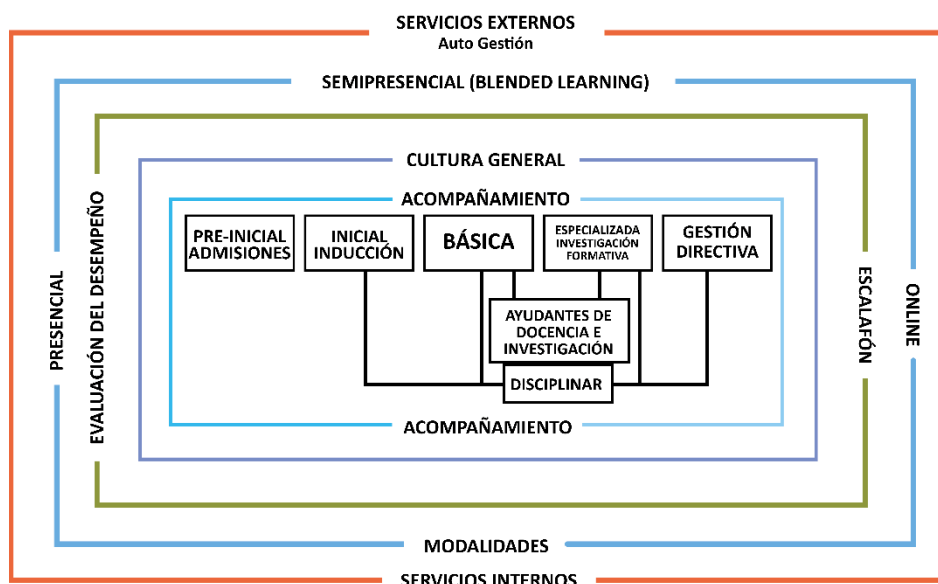 SERVICIOS EXTERNOS
Auto Gestión
SEMIPRESENCIAL (BLENDED LEARNING)
CULTURA GENERAL
ACOMPAÑAMIENTO
PRE-INICIAL
ADMISIONES
INICIAL
INDUCCIÓN
BÁSICA
ESPECIALIZADA
INVESTIGACIÓN
FORMATIVA
GESTIÓN
DIRECTIVA
PRESENCIAL
EVALUACIÓN DEL DESEMPEÑO
AYUDANTES DE
DOCENCIA E
INVESTIGACIÓN
DISCIPLINAR
ESCALAFÓN
ONLINE
ACOMPAÑAMIENTO
MODALIDADES
SERVICIOS INTERNOS